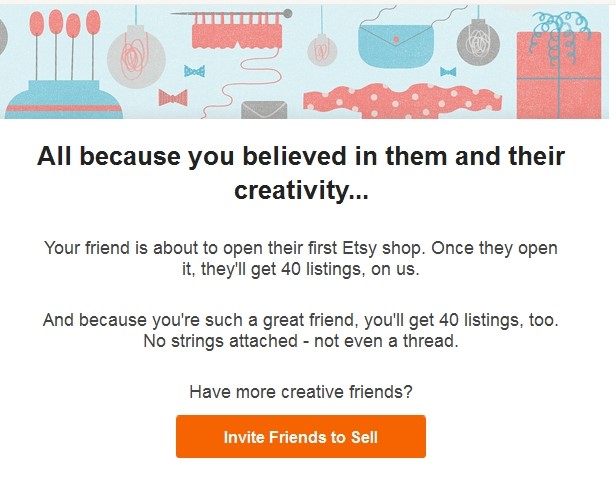 All because you believed in them and their
creativity...
Your friend is about to open their first Etsy shop. Once they open
it, they'll get 40 listings, on us.
And because you're such a great friend, you'll get 40 listings, too.
No strings attached - not even a thread.
Have more creative friends?
Invite Friends to Sell